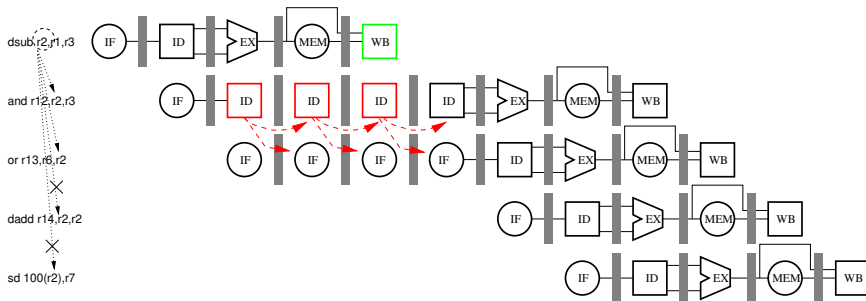 dsub r2,r1,r3 IF ID EX MEM WB
and r12,r2,r3 IF ID ID ID ID EX MEM WB
or r13,r6,r2 IF IF IF IF ID EX MEM WB
dadd r14,r2,r2 IF ID EX MEM WB
sd 100(r2),r7 IF ID EX MEM WB